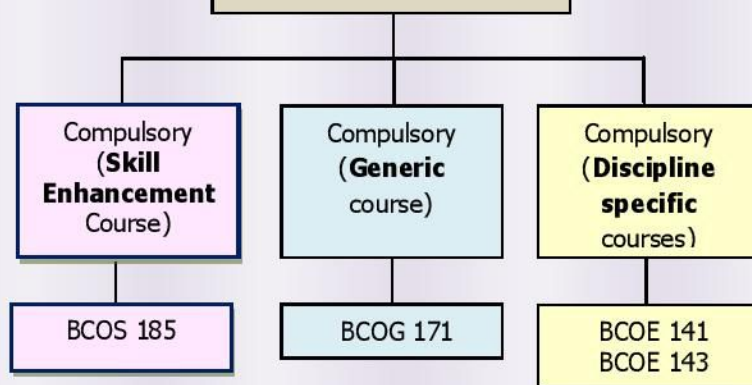 Compulsory
(Skill
Enhancement
Course)
Compulsory
(Generic
course)
Compulsory
(Discipline
specific
courses)
BCOS 185
BCOG 171
BCOE 141
BCOE 143